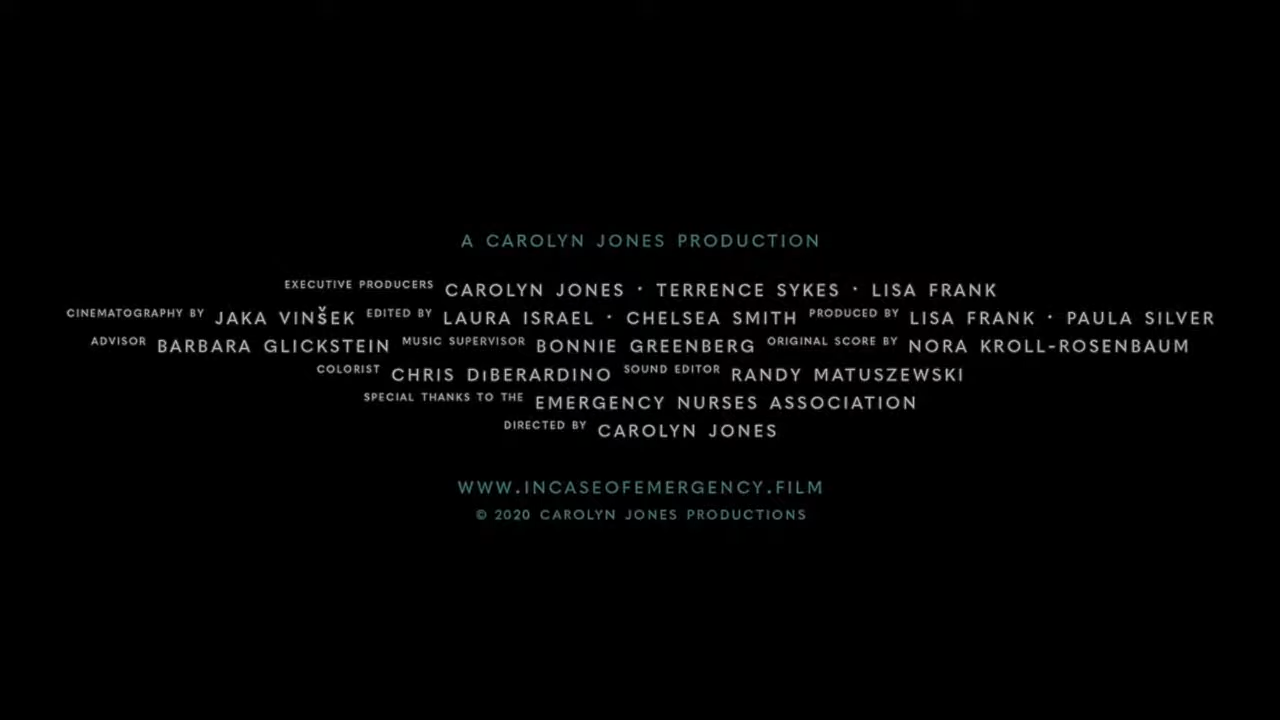 A CAROLYN JONES PRODUCTION
EXECUTIVE PRODUCERS CAROLYN JONES · TERRENCE SYKES · LISA FRANK
CINEMATOGRAPHY BY JAKA VINŠEK EDITED BY LAURA ISRAEL · CHELSEA SMITH PRODUCED BY LISA FRANK · PAULA SILVER
ADVISOR BARBARA GLICKSTEIN MUSIC SUPERVISOR BONNIE GREENBERG ORIGINAL SCORE BY NORA KROLL-ROSENBAUM
COLORIST CHRIS DiBERARDINO SOUND EDITOR RANDY MATUSZEWSKI
SPECIAL THANKS TO THE EMERGENCY NURSES ASSOCIATION
DIRECTED BY CAROLYN JONES
WWW.INCASEOFEMERGENCY.FILM
© 2020 CAROLYN JONES PRODUCTIONS